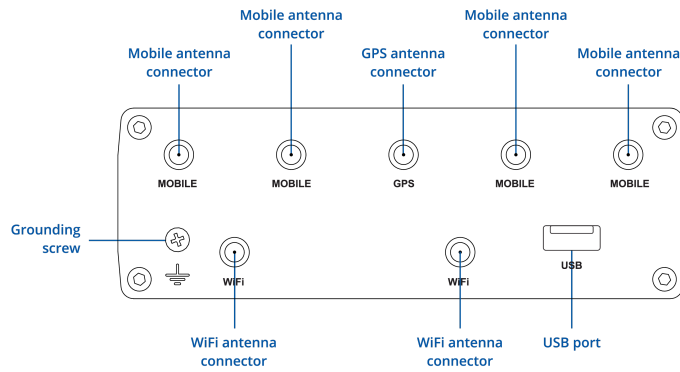 Mobile antenna
connector
Mobile antenna
connector
Mobile antenna
connector
GPS antenna
connector
Mobile antenna
connector
MOBILE
MOBILE
GPS
MOBILE
MOBILE
Grounding
screw
WiFi
WiFi
USB
WiFi antenna
connector
WiFi antenna
connector
USB port